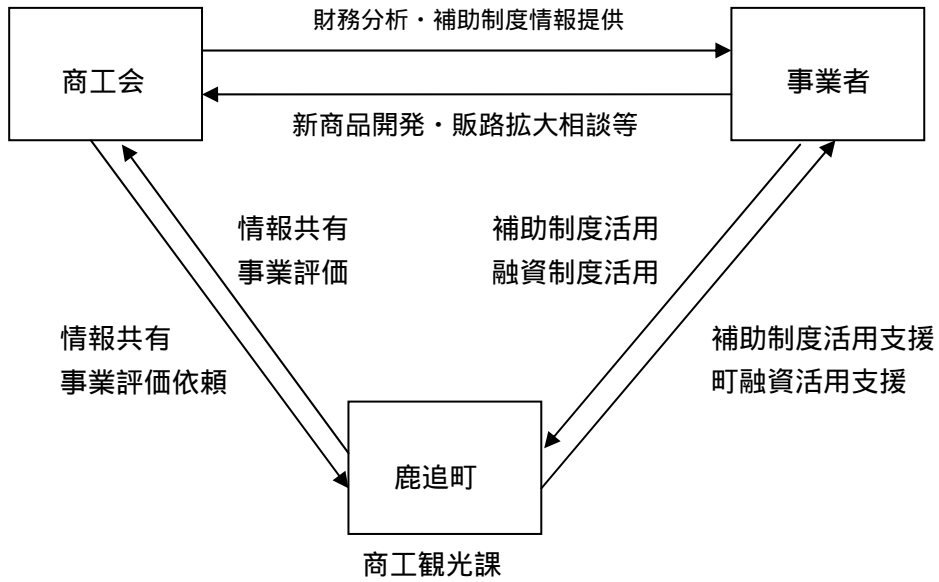 財務分析・補助制度情報提供
商工会
事業者
新商品開発・販路拡大相談等
情報共有
事業評価
補助制度活用
融資制度活用
情報共有
事業評価依頼
補助制度活用支援
町融資活用支援
鹿追町
商工観光課